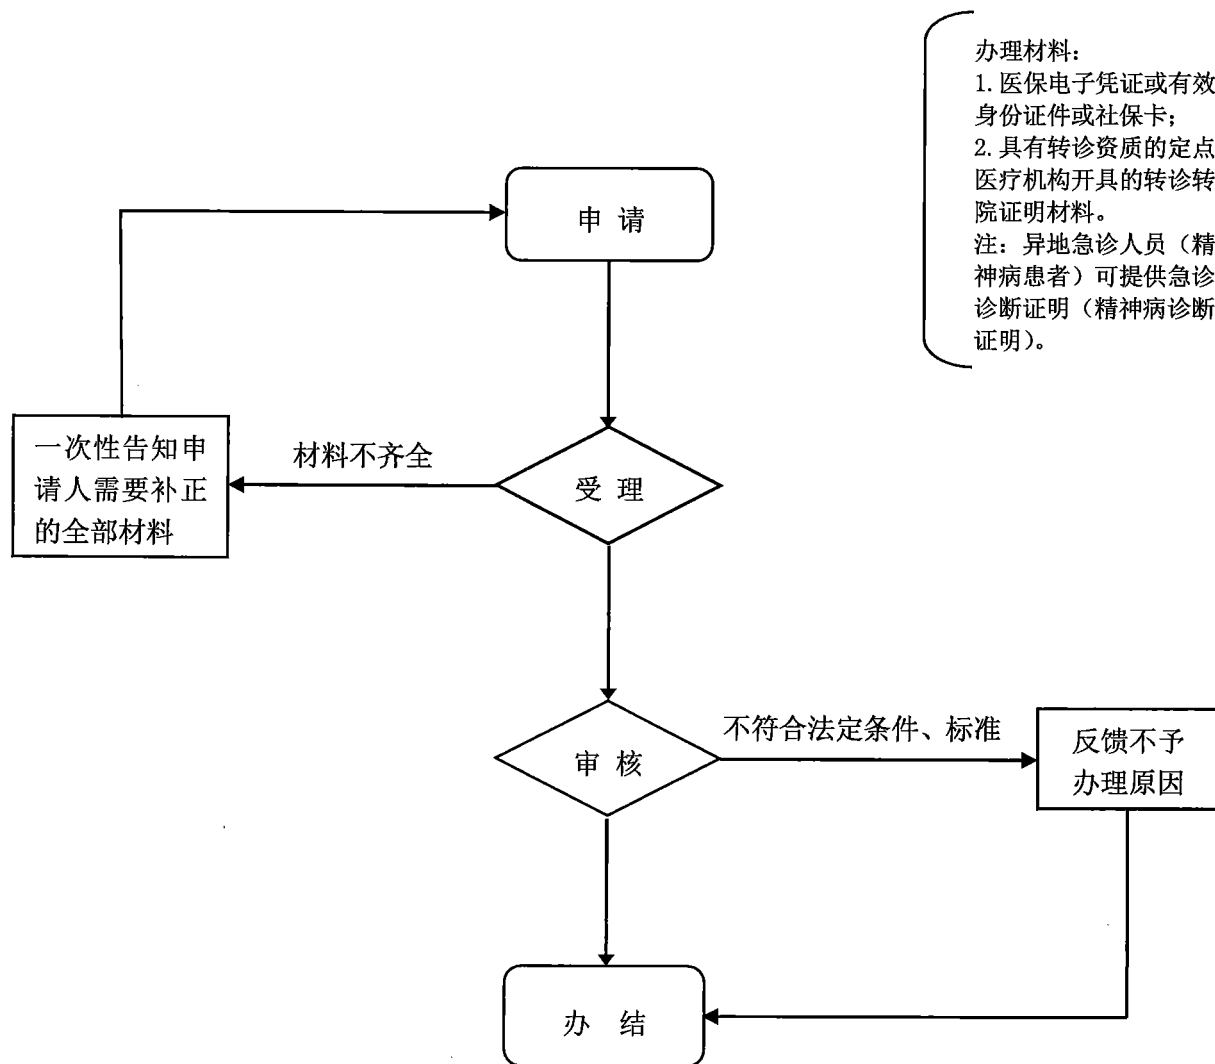 办理材料：
1.医保电子凭证或有效
身份证件或社保卡；
2.具有转诊资质的定点
医疗机构开具的转诊转
院证明材料。
注：异地急诊人员（精
神病患者）可提供急诊
诊断证明（精神病诊断
证明）。
申 请
一次性告知申
请人需要补正
的全部材料
材料不齐全
受 理
审 核
不符合法定条件、标准
反馈不予
办理原因
办 结